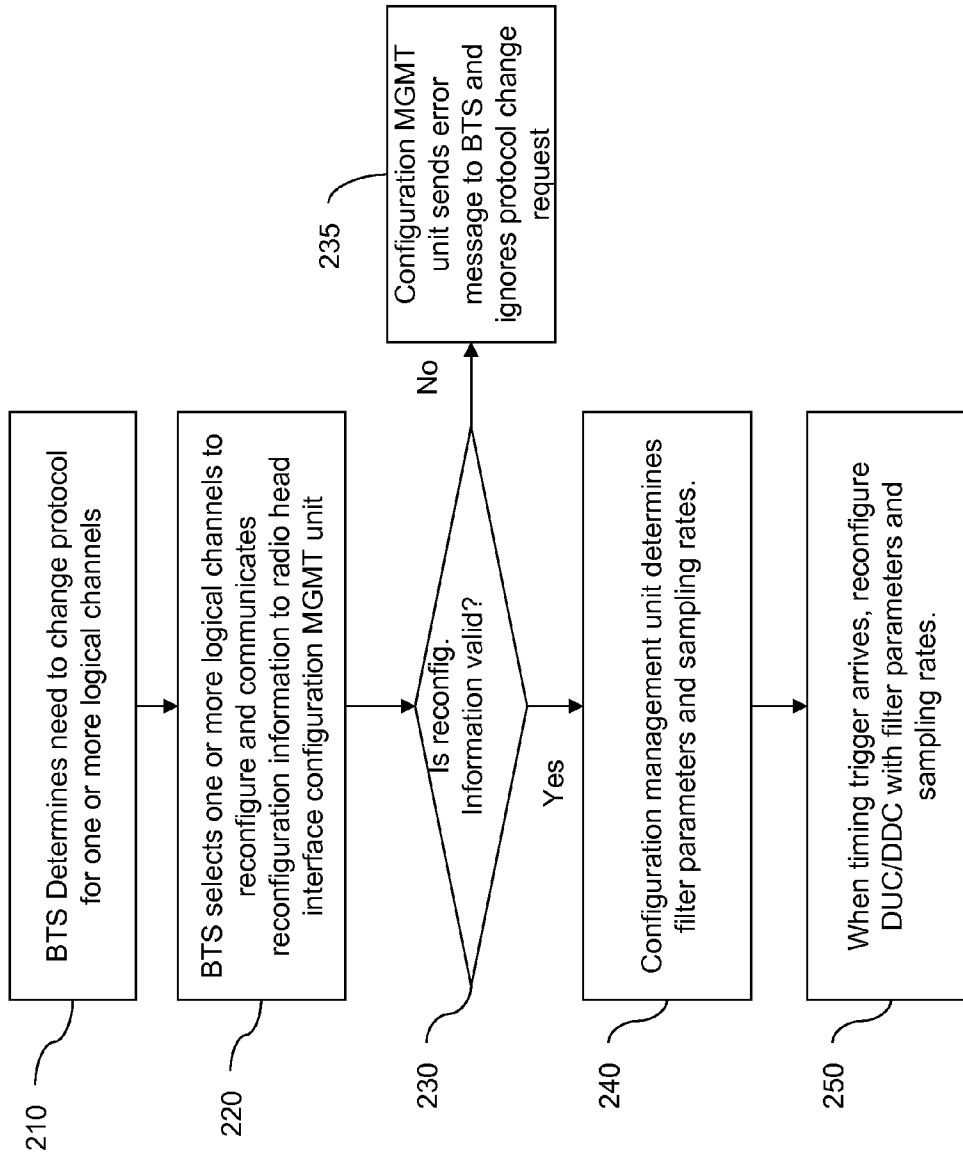 210
BTS Determines need to change protocol
for one or more logical channels
220
BTS selects one or more logical channels to
reconfigure and communicates
reconfiguration information to radio head
interface configuration MGMT unit
230
Is reconfig.
Information valid?
No
235
Configuration MGMT
unit sends error
message to BTS and
ignores protocol change
request
Yes
240
Configuration management unit determines
filter parameters and sampling rates.
250
When timing trigger arrives, reconfigure
DUC/DDC with filter parameters and
sampling rates.